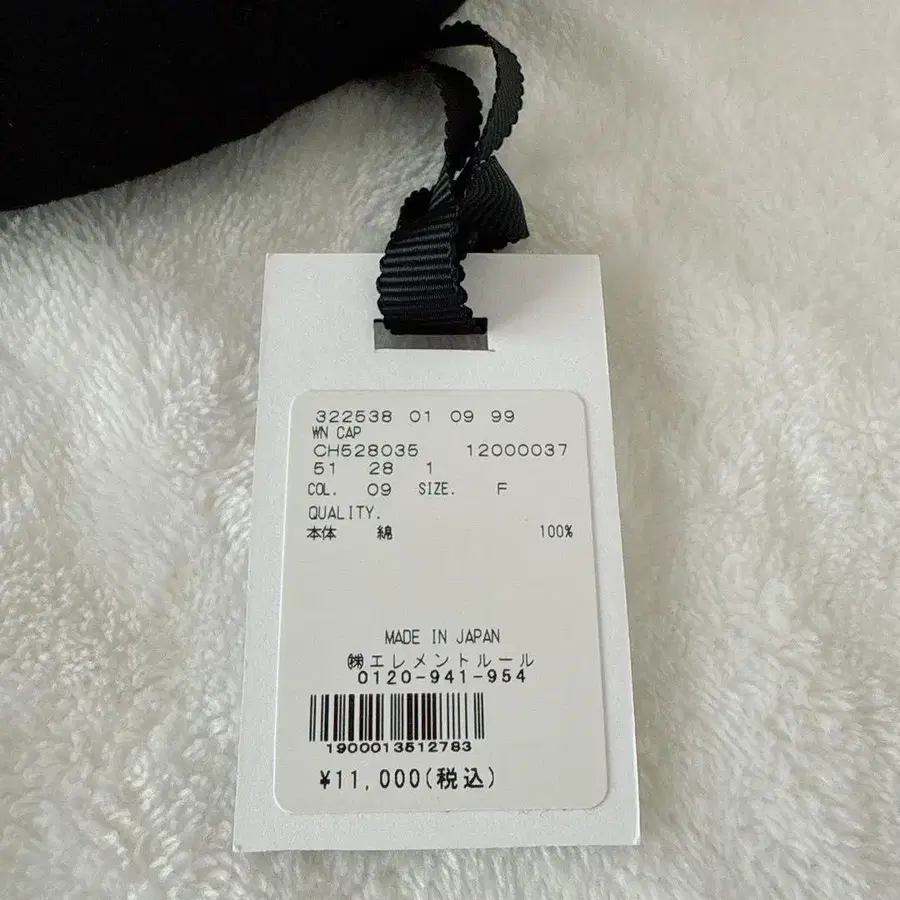 322538 01 09 99
WN CAP
CH528035 12000037
51 28 1
COL. 09 SIZE. F
QUALITY.
本体 綿 100%
MADE IN JAPAN
㈱エレメントルール
0120-941-954
1900013512783
¥11,000(税込)